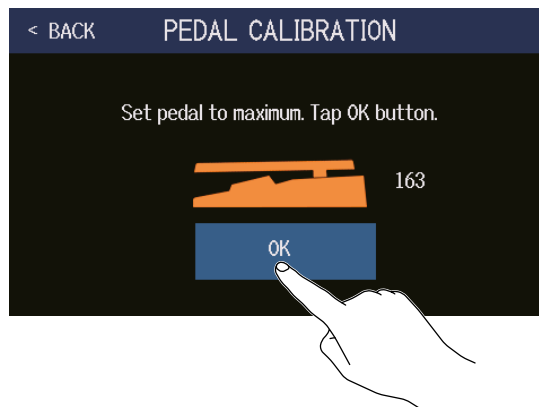 < BACK PEDAL CALIBRATION
Set pedal to maximum. Tap OK button.
163
OK